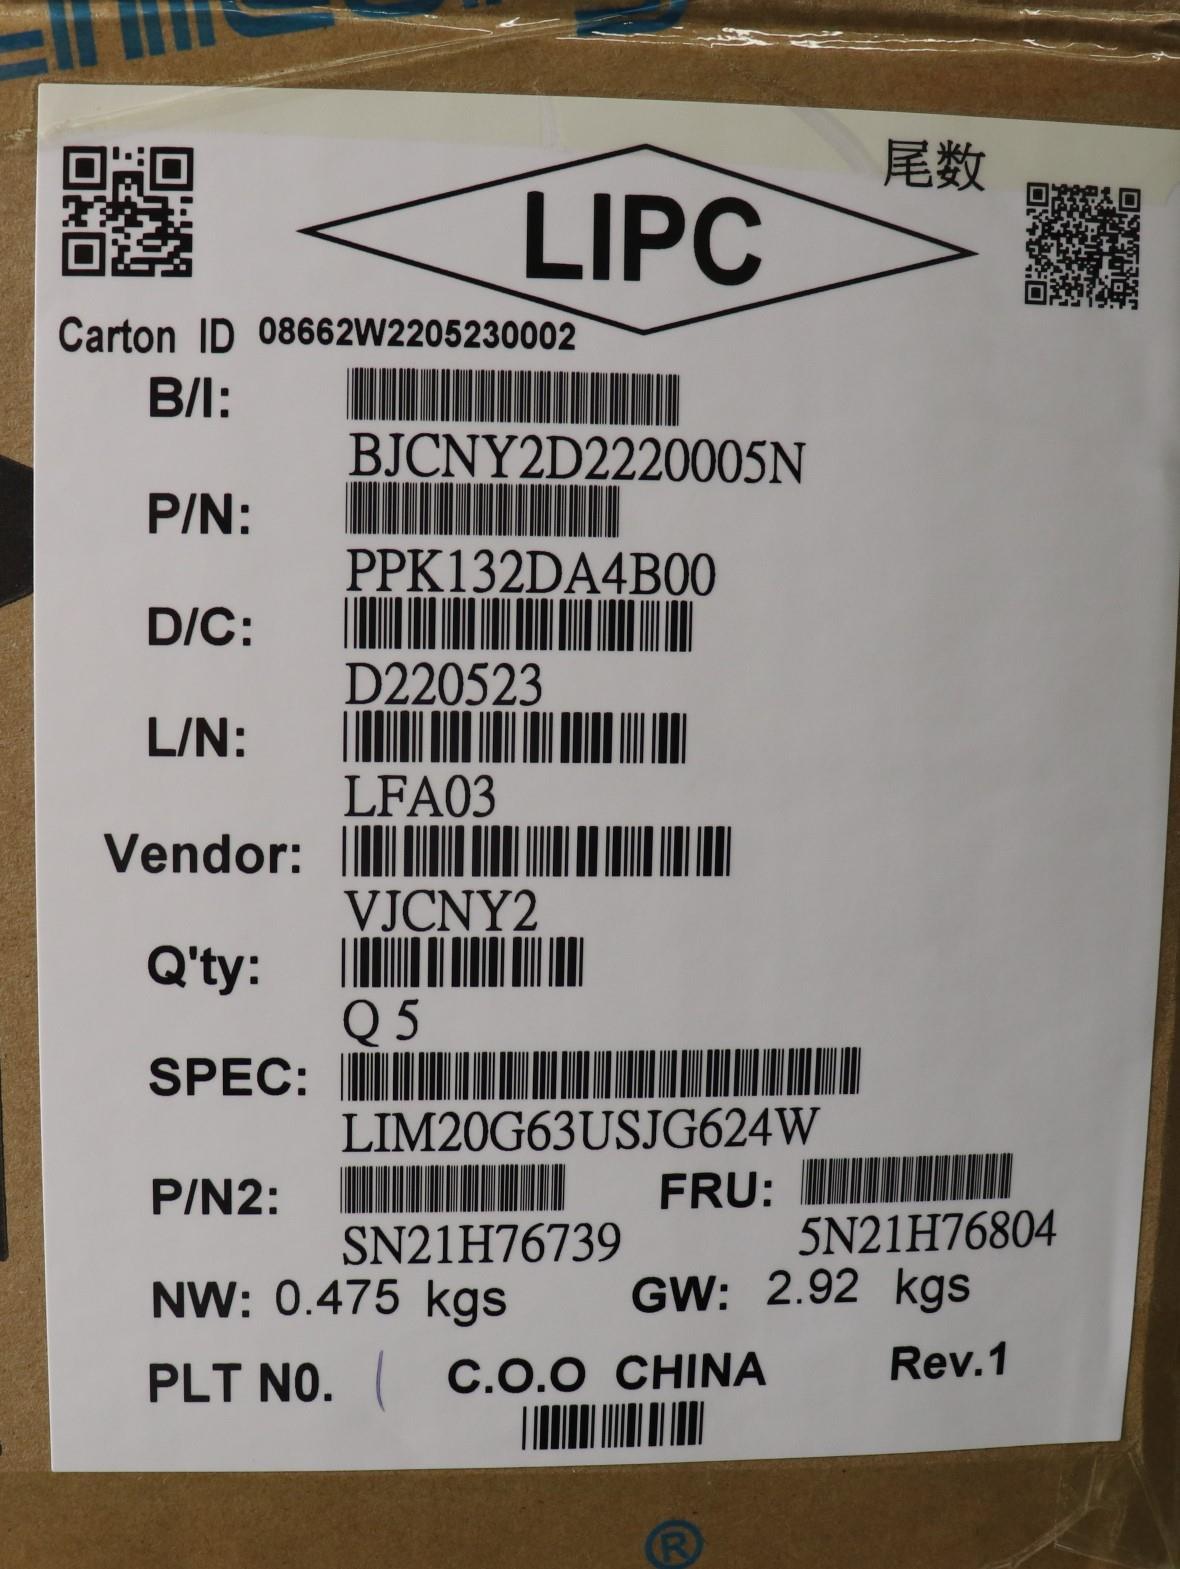 尾数
LIPC
Carton ID 08662W2205230002
B/I:
BJCNY2D2220005N
P/N:
PPK132DA4B00
D/C:
D220523
L/N:
LFA03
Vendor:
VJCNY2
Q'ty:
Q 5
SPEC:
LIM20G63USJG624W
P/N2: FRU:
SN21H76739 5N21H76804
NW: 0.475 kgs GW: 2.92 kgs
PLT N0. 1 C.O.O CHINA Rev.1
®